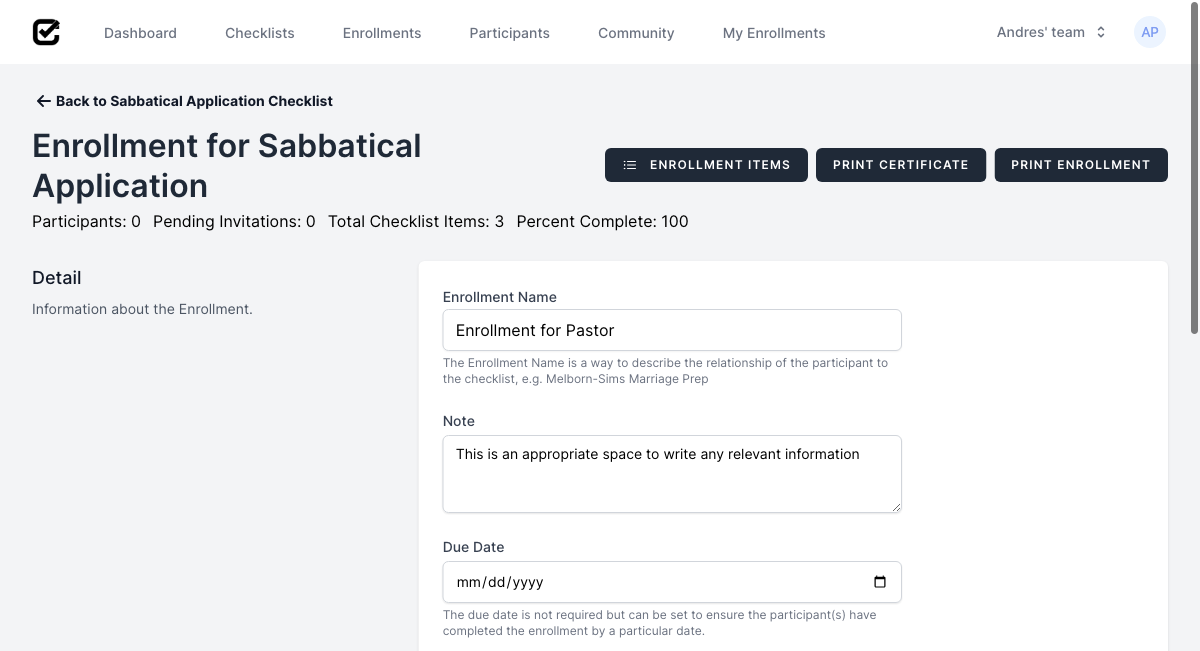 Dashboard Checklists Enrollments Participants Community My Enrollments Andres' team AP
Back to Sabbatical Application Checklist
Enrollment for Sabbatical
Application
ENROLLMENT ITEMS PRINT CERTIFICATE PRINT ENROLLMENT
Participants: 0 Pending Invitations: 0 Total Checklist Items: 3 Percent Complete: 100
Detail
Information about the Enrollment.
Enrollment Name
Enrollment for Pastor
The Enrollment Name is a way to describe the relationship of the participant to
the checklist, e.g. Melborn-Sims Marriage Prep
Note
This is an appropriate space to write any relevant information
Due Date
mm/dd/yyyy
The due date is not required but can be set to ensure the participant(s) have
completed the enrollment by a particular date.